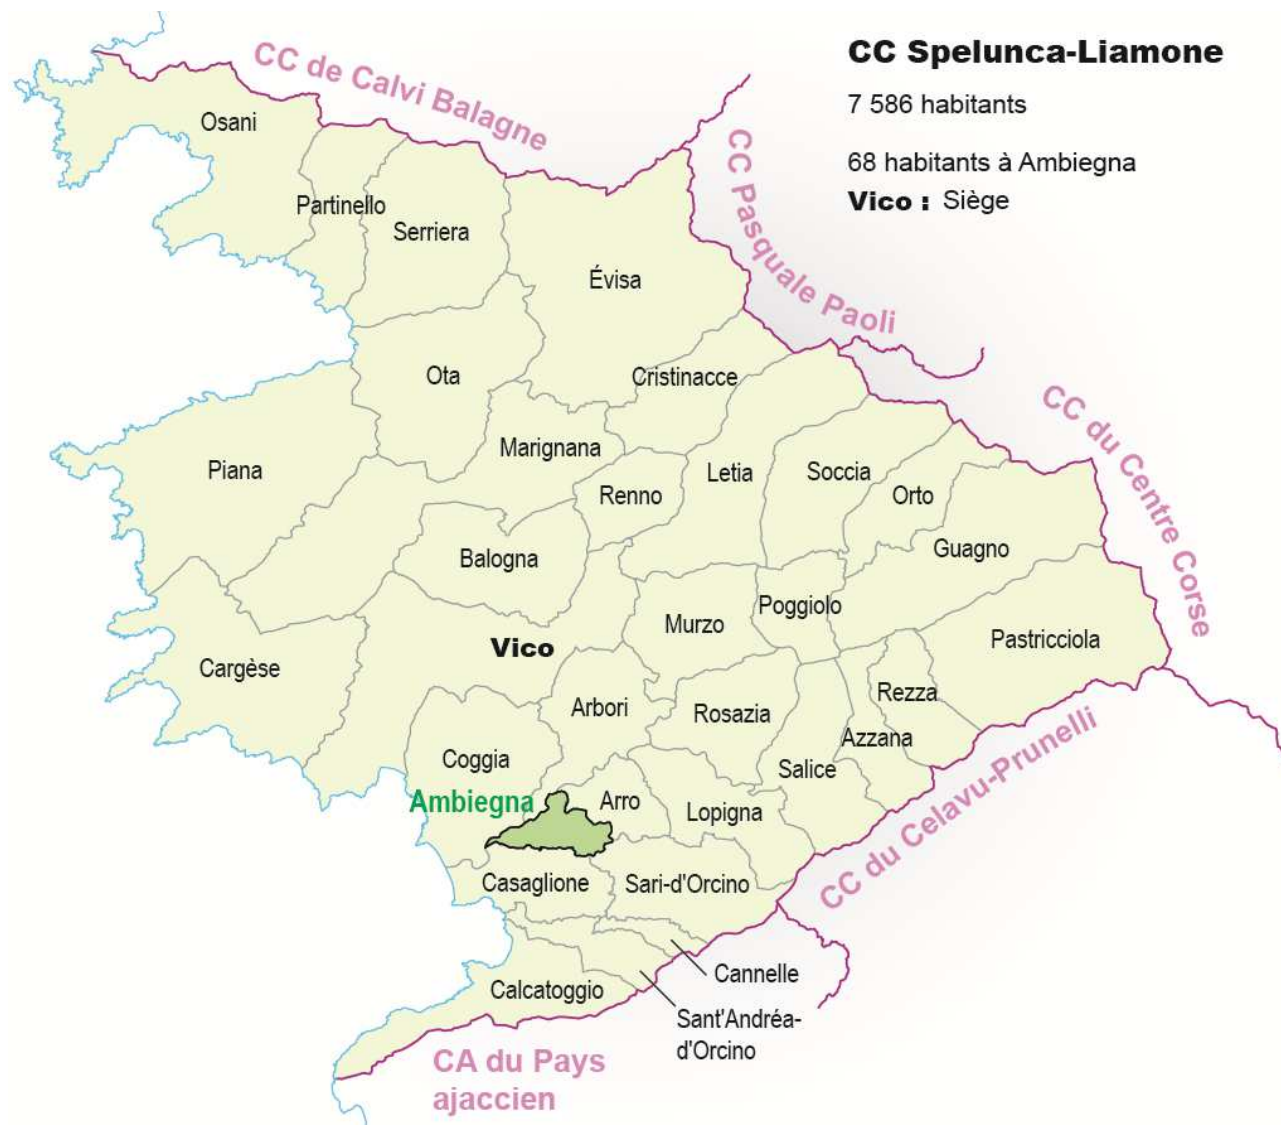 CC Spelunca-Liamone
7 586 habitants
68 habitants à Ambiegna
Vico : Siège
CC de Calvi Balagne
CC Pasquale Paoli
CC du Centre Corse
CC du Celavu-Prunelli
CA du Pays
ajaccien
Osani
Partinello
Serriera
Évisa
Ota
Cristinacce
Piana
Marignana
Renno
Letia
Soccia
Orto
Guagno
Balogna
Poggiolo
Murzo
Pastricciola
Vico
Cargèse
Arbori
Rosazia
Rezza
Azzana
Coggia
Salice
Ambiegna
Arro
Lopigna
Casaglione
Sari-d'Orcino
Cannelle
Calcatoggio
Sant'Andréa-
d'Orcino